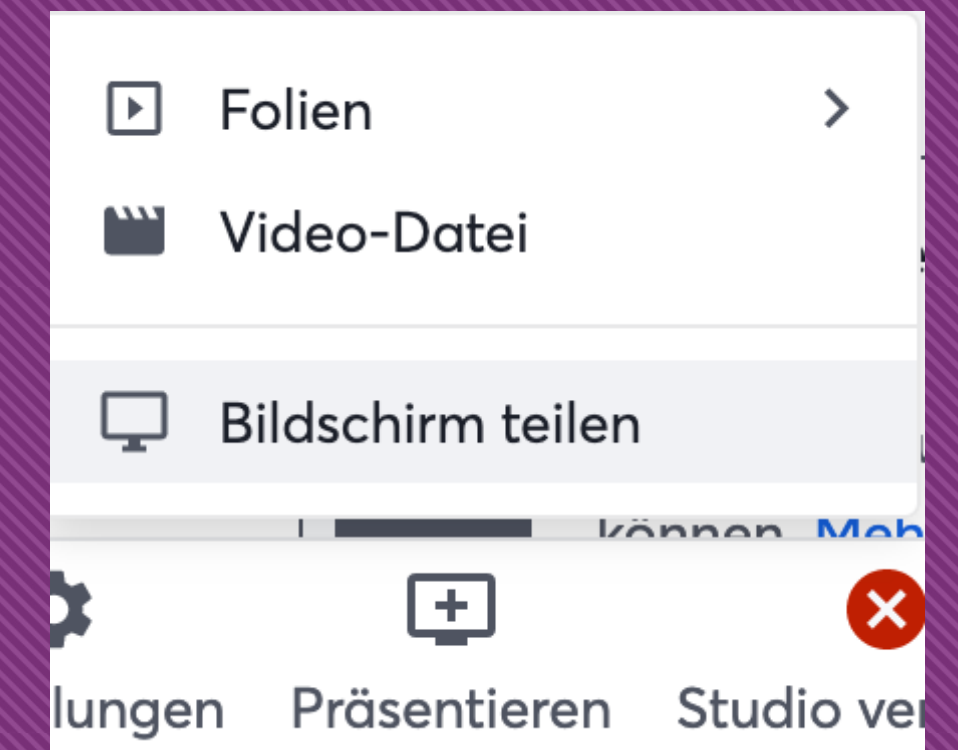 Folien
Video-Datei
Bildschirm teilen
können Meh
lungen Präsentieren Studio ver